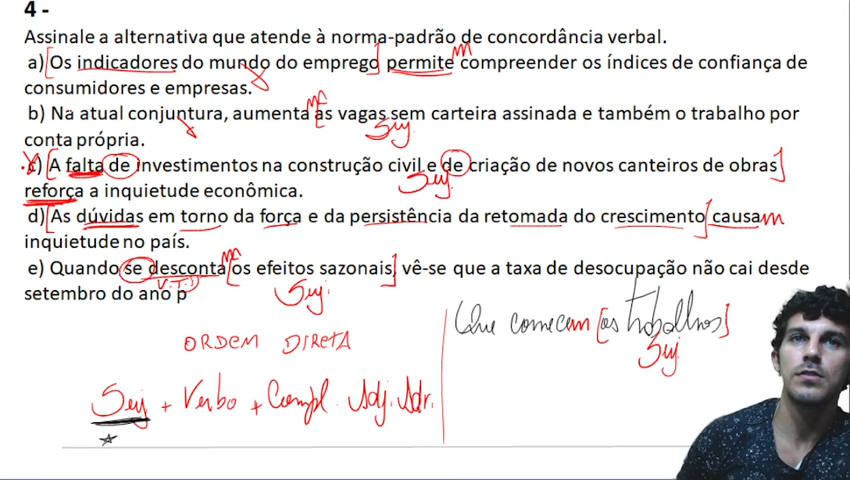 4 -
Assinale a alternativa que atende à norma-padrão de concordância verbal.
a) [Os indicadores do mundo do emprego] permitem compreender os índices de confiança de
consumidores e empresas.
b) Na atual conjuntura, aumentam [as vagas sem carteira assinada e também o trabalho por
Suj.
conta própria.
c) [A falta de investimentos na construção civil e de criação de novos canteiros de obras]
Suj.
reforça a inquietude econômica.
d) [As dúvidas em torno da força e da persistência da retomada do crescimento] causam
inquietude no país.
e) Quando se descontam [os efeitos sazonais], vê-se que a taxa de desocupação não cai desde
V.T.D
Suj.
setembro do ano p
Que comecem [os trabalhos]
Suj.
ORDEM DIRETA
Suj + Verbo + Compl. Adj. Adv.